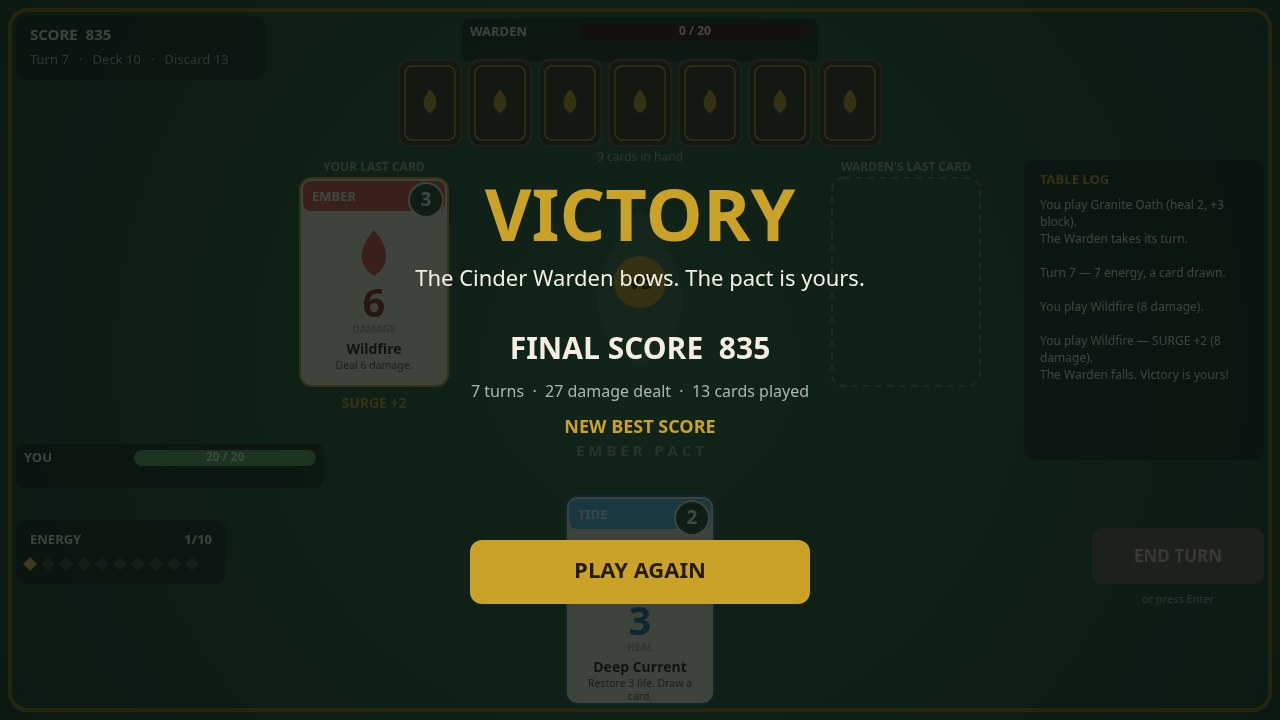 SCORE 835
Turn 7 · Deck 10 · Discard 13
WARDEN
0 / 20
9 cards in hand
YOUR LAST CARD
WARDEN'S LAST CARD
EMBER
3
6
DAMAGE
Wildfire
Deal 6 damage.
SURGE +2
VICTORY
The Cinder Warden bows. The pact is yours.
FINAL SCORE 835
7 turns · 27 damage dealt · 13 cards played
NEW BEST SCORE
EMBER PACT
TABLE LOG
You play Granite Oath (heal 2, +3
block).
The Warden takes its turn.
Turn 7 — 7 energy, a card drawn.
You play Wildfire (8 damage).
You play Wildfire — SURGE +2 (8
damage).
The Warden falls. Victory is yours!
YOU
20 / 20
ENERGY
1/10
TIDE
2
PLAY AGAIN
3
HEAL
Deep Current
Restore 3 life. Draw a
card.
END TURN
or press Enter